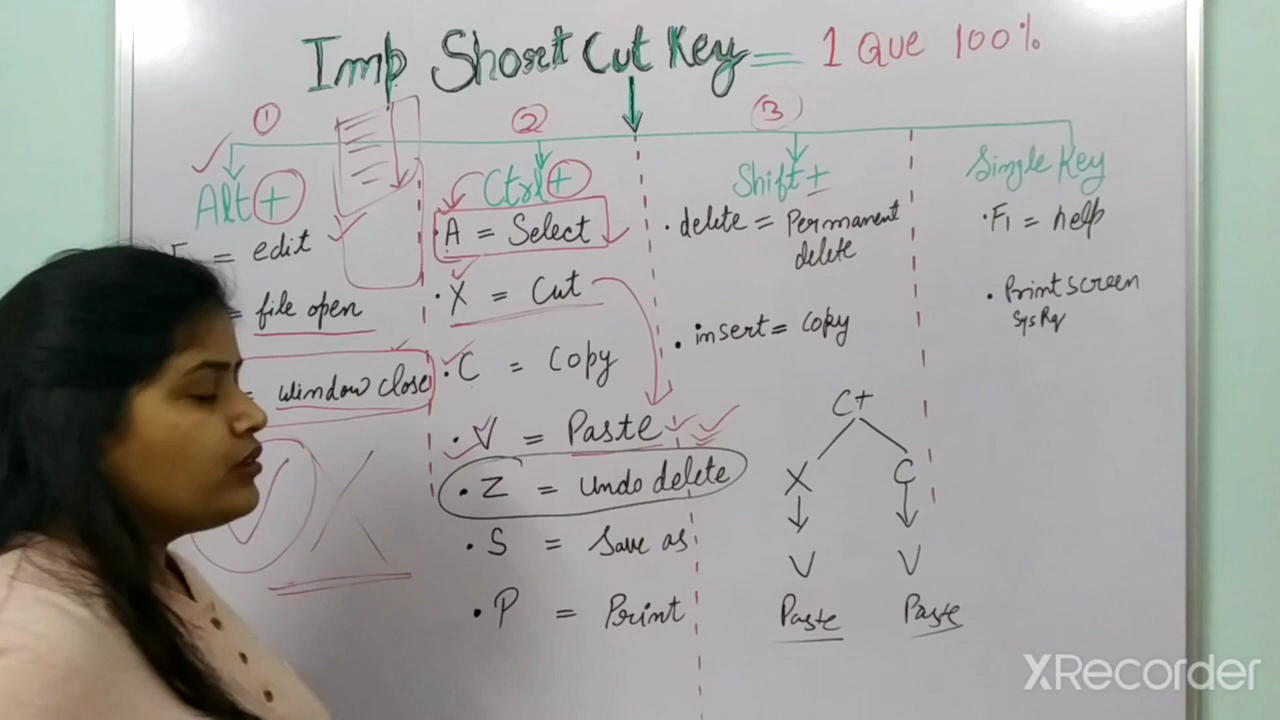 Imp Short Cut Key = 1 Que 100%
1
2
3
Alt +
= edit
= file open
= window close
Ctrl +
• A = Select
• X = Cut
• C = Copy
• V = Paste
• Z = Undo delete
• S = Save as
• P = Print
Shift +
• delete = Permanent
delete
• insert = Copy
C+
X C
V V
Paste Paste
Single Key
• F1 = help
• Print screen
SysRq
XRecorder